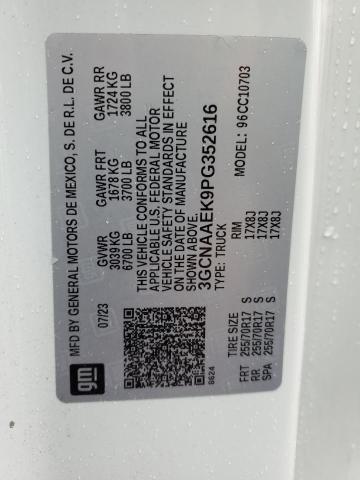 MFD BY GENERAL MOTORS DE MEXICO, S. DE R.L. DE C.V.
07/23
GVWR GAWR FRT GAWR RR
3039 KG 1678 KG 1724 KG
6700 LB 3700 LB 3800 LB
THIS VEHICLE CONFORMS TO ALL
APPLICABLE U.S. FEDERAL MOTOR
VEHICLE SAFETY STANDARDS IN EFFECT
ON THE DATE OF MANUFACTURE
SHOWN ABOVE.
3GCNAAEK9PG352616
TYPE: TRUCK MODEL: 96CC10703
TIRE SIZE RIM
FRT 255/70R17 S 17X8J
RR 255/70R17 S 17X8J
SPA 255/70R17 S 17X8J
gm
8624